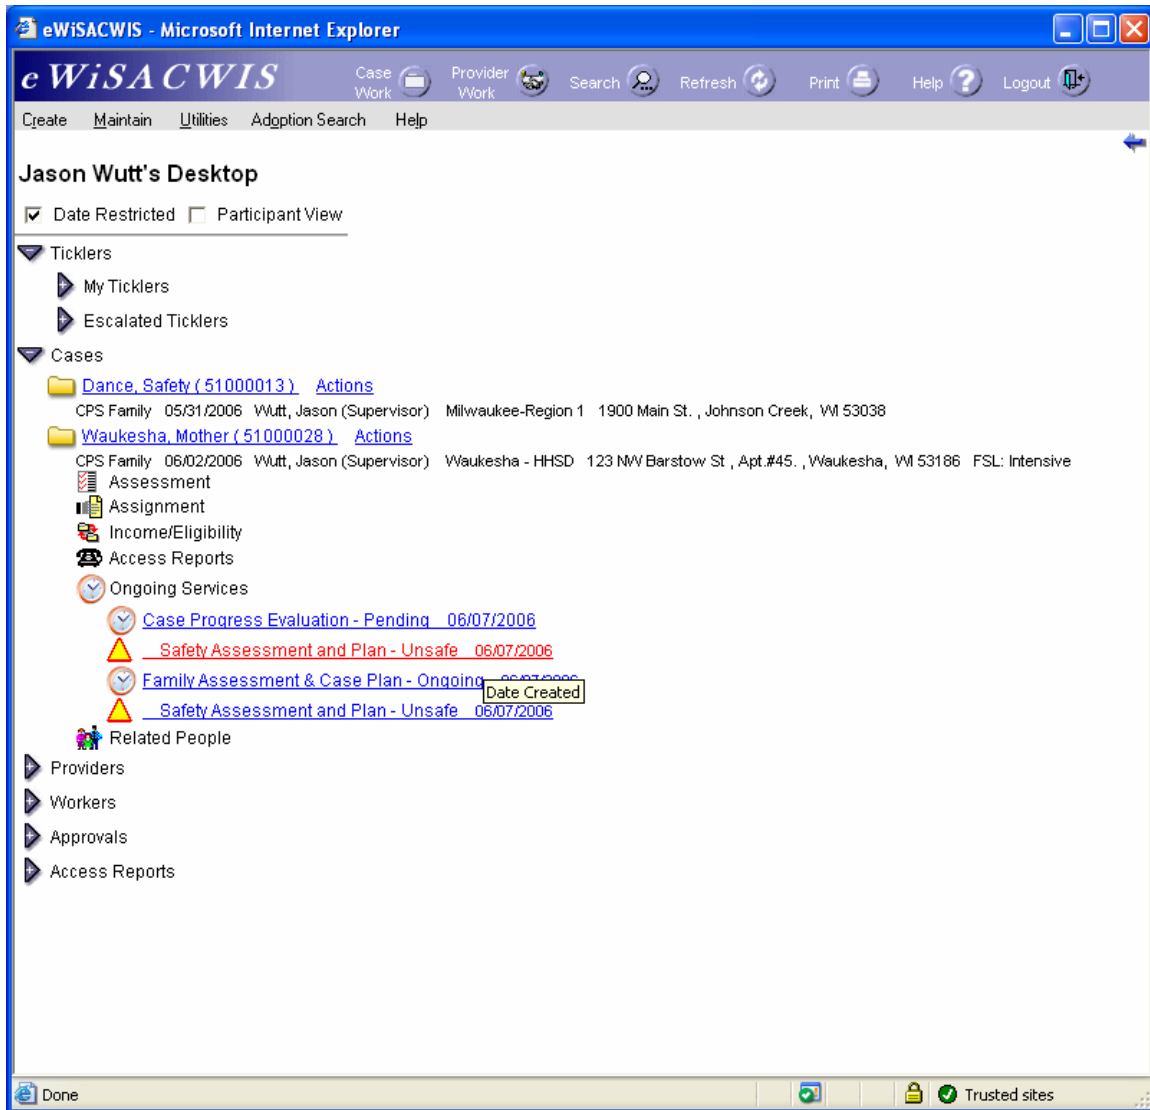 eWiSACWIS - Microsoft Internet Explorer
e WiSACWIS Case Work Provider Work Search Refresh Print Help Logout
Create Maintain Utilities Adoption Search Help
Jason Wutt's Desktop
Date Restricted Participant View
Ticklers
My Ticklers
Escalated Ticklers
Cases
Dance, Safety ( 51000013 ) Actions
CPS Family 05/31/2006 Wutt, Jason (Supervisor) Milwaukee-Region 1 1900 Main St. , Johnson Creek, WI 53038
Waukesha, Mother ( 51000028 ) Actions
CPS Family 06/02/2006 Wutt, Jason (Supervisor) Waukesha - HHSD 123 NW Barstow St , Apt.#45. , Waukesha, WI 53186 FSL: Intensive
Assessment
Assignment
Income/Eligibility
Access Reports
Ongoing Services
Case Progress Evaluation - Pending 06/07/2006
Safety Assessment and Plan - Unsafe 06/07/2006
Family Assessment & Case Plan - Ongoing
Date Created
Safety Assessment and Plan - Unsafe 06/07/2006
Related People
Providers
Workers
Approvals
Access Reports
Done Trusted sites